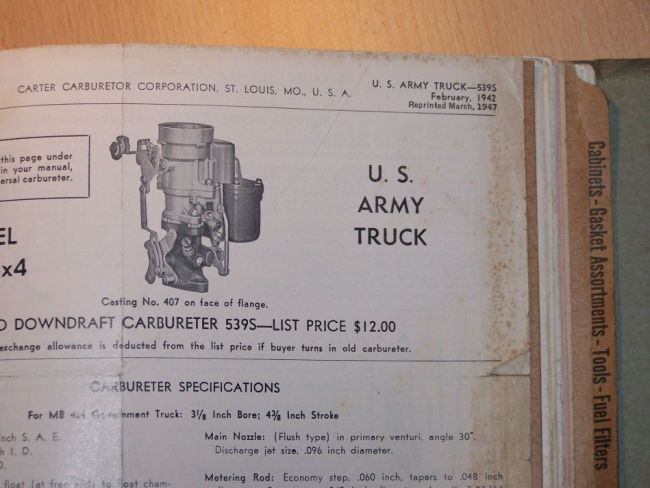 CARTER CARBURETOR CORPORATION, ST. LOUIS, MO., U. S. A.
U. S. ARMY TRUCK—539S
February, 1942
Reprinted March, 1947
this page under
in your manual,
ersal carbureter.
U. S.
ARMY
TRUCK
EL
x4
Casting No. 407 on face of flange.
O DOWNDRAFT CARBURETER 539S—LIST PRICE $12.00
exchange allowance is deducted from the list price if buyer turns in old carbureter.
CARBURETER SPECIFICATIONS
For MB 4x4 Government Truck: 3⅛ Inch Bore; 4⅜ Inch Stroke
nch S. A. E.
h I. D.
D.
float (at free end) to float cham-
Main Nozzle: (Flush type) in primary venturi, angle 30°.
Discharge jet size, .096 inch diameter.
Metering Rod: Economy step, .060 inch, tapers to .048 inch
Cabinets - Gasket Assortments - Tools - Fuel Filters